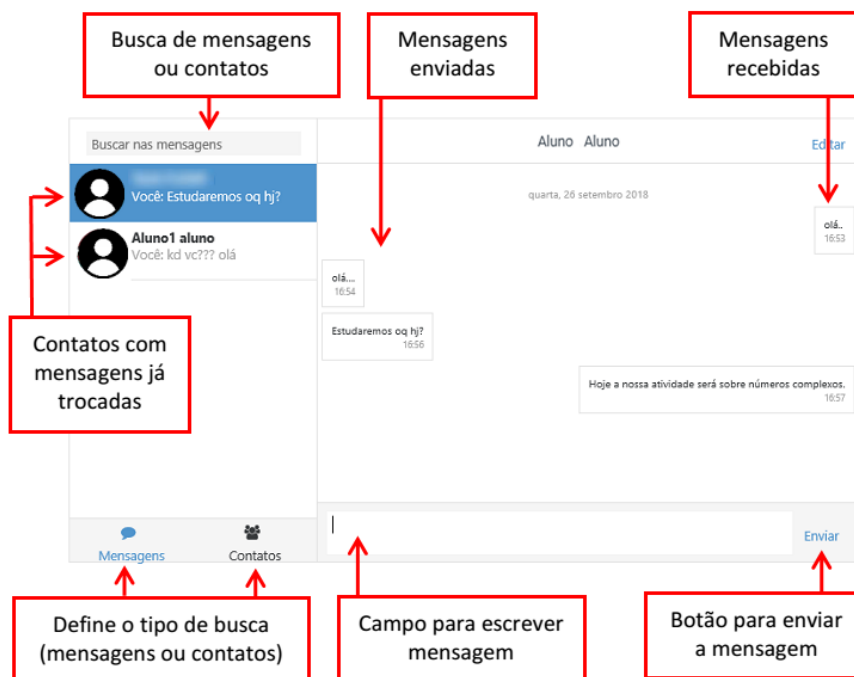 Busca de mensagens
ou contatos
Mensagens
enviadas
Mensagens
recebidas
Buscar nas mensagens
Aluno Aluno
Editar
Você: Estudaremos oq hj?
quarta, 26 setembro 2018
olá..
16:53
Aluno1 aluno
Você: kd vc??? olá
olá....
16:54
Estudaremos oq hj?
16:56
Contatos com
mensagens já
trocadas
Hoje a nossa atividade será sobre números complexos.
16:57
Mensagens
Contatos
Enviar
Define o tipo de busca
(mensagens ou contatos)
Campo para escrever
mensagem
Botão para enviar
a mensagem